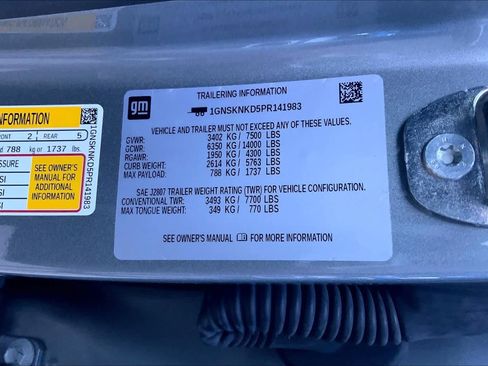 INFORMATION
FRONT 2 REAR 5
788 kg or 1737 lbs.
SEE OWNER'S
MANUAL FOR
ADDITIONAL
INFORMATION
1GNSKNKD5PR141983
TRAILERING INFORMATION
gm
1GNSKNKD5PR141983
VEHICLE AND TRAILER MUST NOT EXCEED ANY OF THESE VALUES.
GVWR: 3402 KG / 7500 LBS
GCWR: 6350 KG / 14000 LBS
RGAWR: 1950 KG / 4300 LBS
CURB WEIGHT: 2614 KG / 5763 LBS
MAX PAYLOAD: 788 KG / 1737 LBS
SAE J2807 TRAILER WEIGHT RATING (TWR) FOR VEHICLE CONFIGURATION.
CONVENTIONAL TWR: 3493 KG / 7700 LBS
MAX TONGUE WEIGHT: 349 KG / 770 LBS
SEE OWNER'S MANUAL FOR MORE INFORMATION